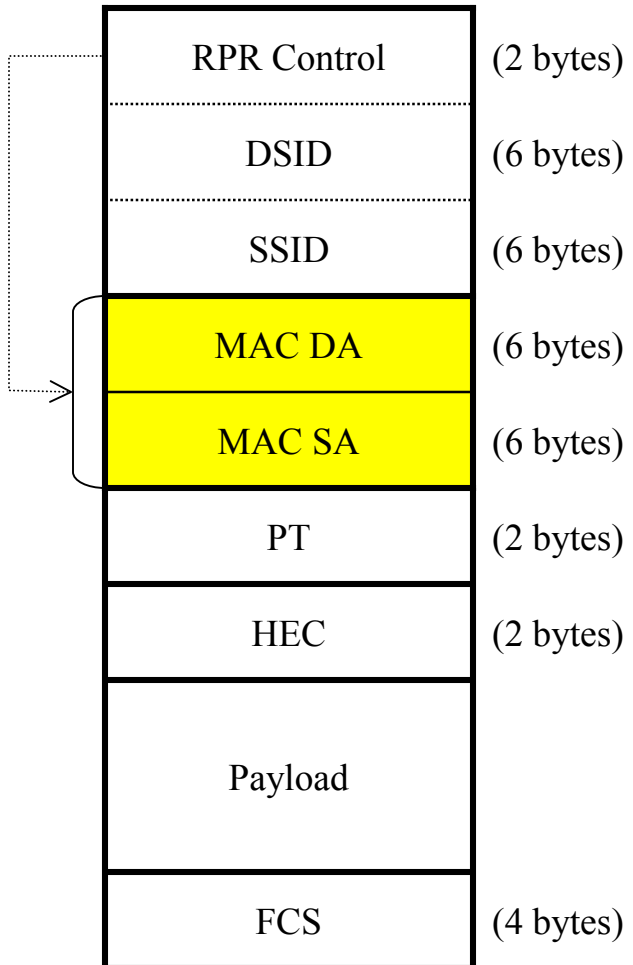 RPR Control (2 bytes)
DSID (6 bytes)
SSID (6 bytes)
MAC DA (6 bytes)
MAC SA (6 bytes)
PT (2 bytes)
HEC (2 bytes)
Payload
FCS (4 bytes)